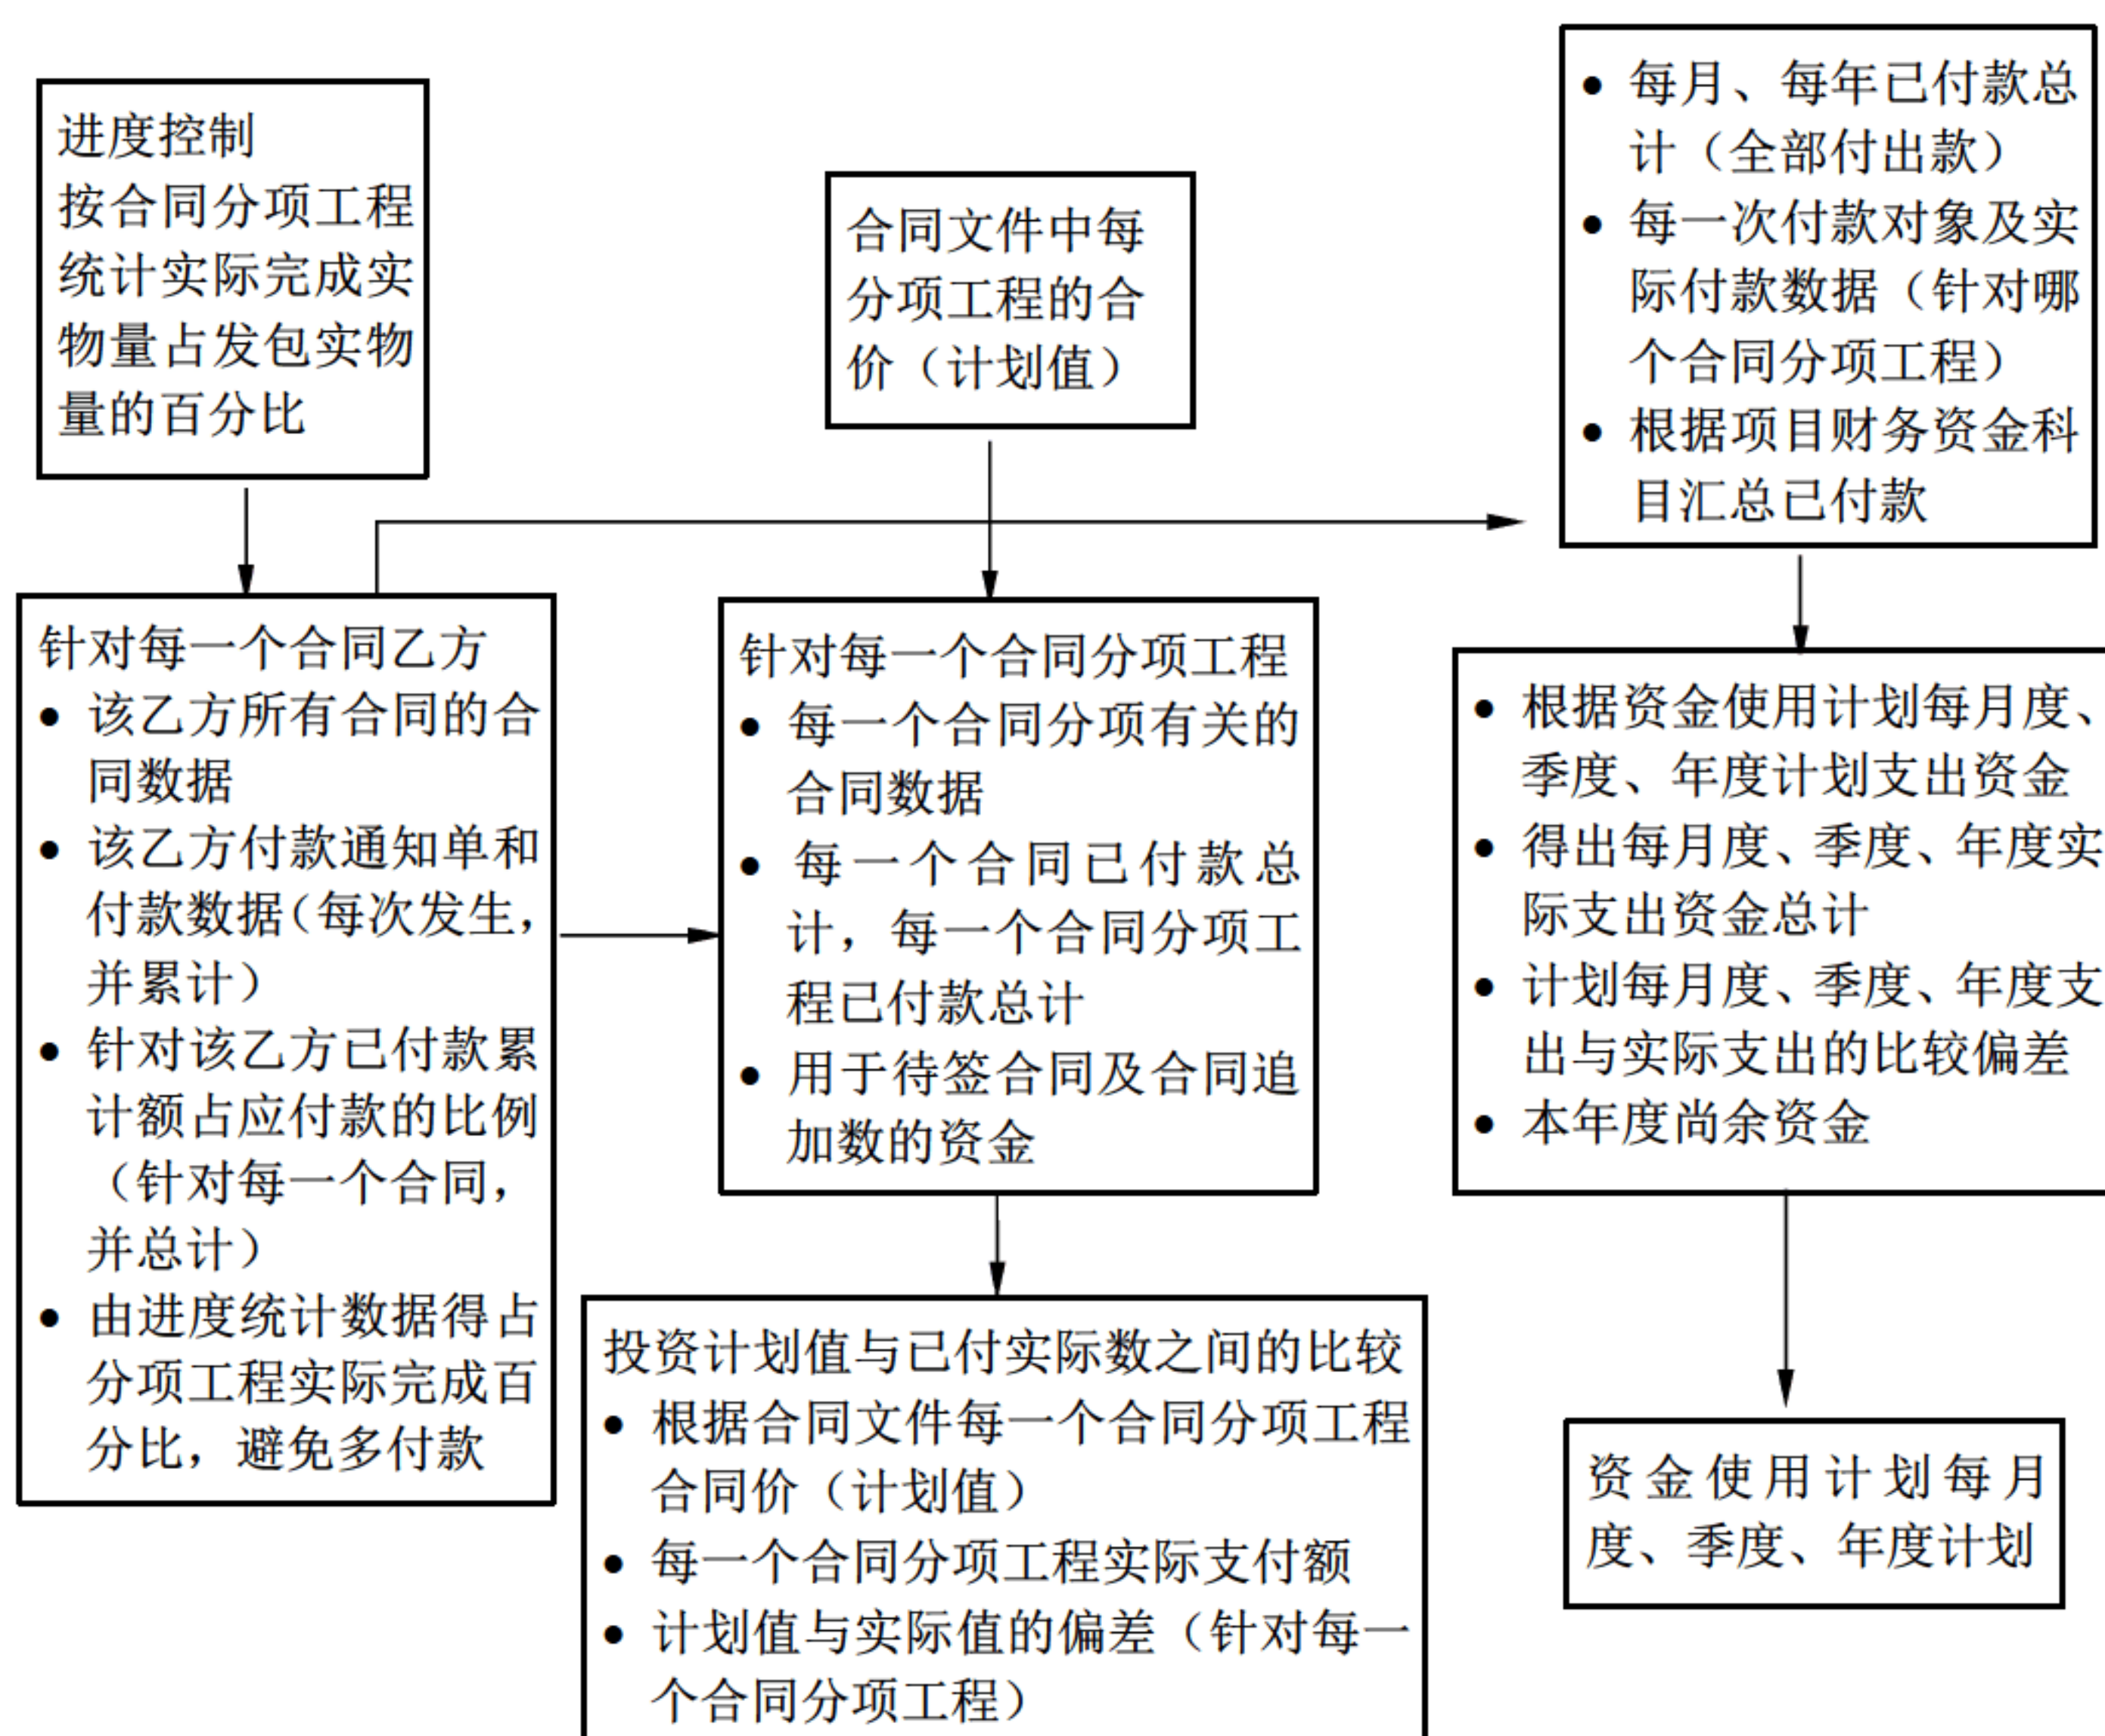 进度控制
按合同分项工程
统计实际完成实
物量占发包实物
量的百分比
合同文件中每
分项工程的合
价（计划值）
● 每月、每年已付款总
计（全部付出款）
● 每一次付款对象及实
际付款数据（针对哪
个合同分项工程）
● 根据项目财务资金科
目汇总已付款
针对每一个合同乙方
● 该乙方所有合同的合
同数据
● 该乙方付款通知单和
付款数据（每次发生，
并累计）
● 针对该乙方已付款累
计额占应付款的比例
（针对每一个合同，
并总计）
● 由进度统计数据得占
分项工程实际完成百
分比，避免多付款
针对每一个合同分项工程
● 每一个合同分项有关的
合同数据
● 每一个合同已付款总
计，每一个合同分项工
程已付款总计
● 用于待签合同及合同追
加数的资金
● 根据资金使用计划每月度、
季度、年度计划支出资金
● 得出每月度、季度、年度实
际支出资金总计
● 计划每月度、季度、年度支
出与实际支出的比较偏差
● 本年度尚余资金
投资计划值与已付实际数之间的比较
● 根据合同文件每一个合同分项工程
合同价（计划值）
● 每一个合同分项工程实际支付额
● 计划值与实际值的偏差（针对每一
个合同分项工程）
资金使用计划每月
度、季度、年度计划